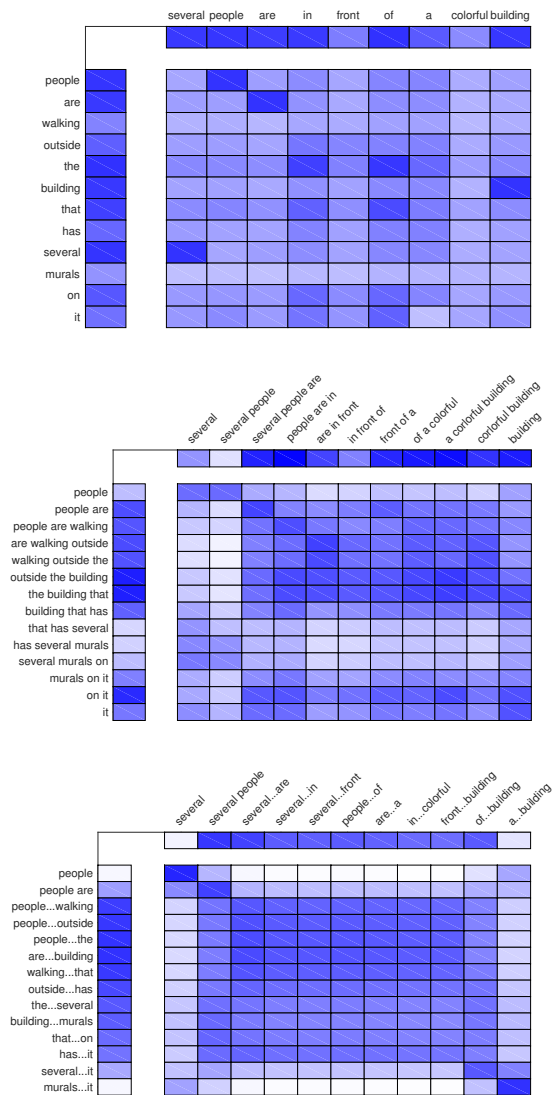 several people are in front of a colorful building
people
are
walking
outside
the
building
that
has
several
murals
on
it
several
several people
several people are
people are in
are in front
in front of
front of a
of a colorful
a corlorful building
corlorful building
building
people
people are
people are walking
are walking outside
walking outside the
outside the building
the building that
building that has
that has several
has several murals
several murals on
murals on it
on it
it
several
several people
several...are
several...in
several...front
people...of
are...a
in...colorful
front...building
of...building
a...building
people
people are
people...walking
people...outside
people...the
are...building
walking...that
outside...has
the...several
building...murals
that...on
has...it
several...it
murals...it